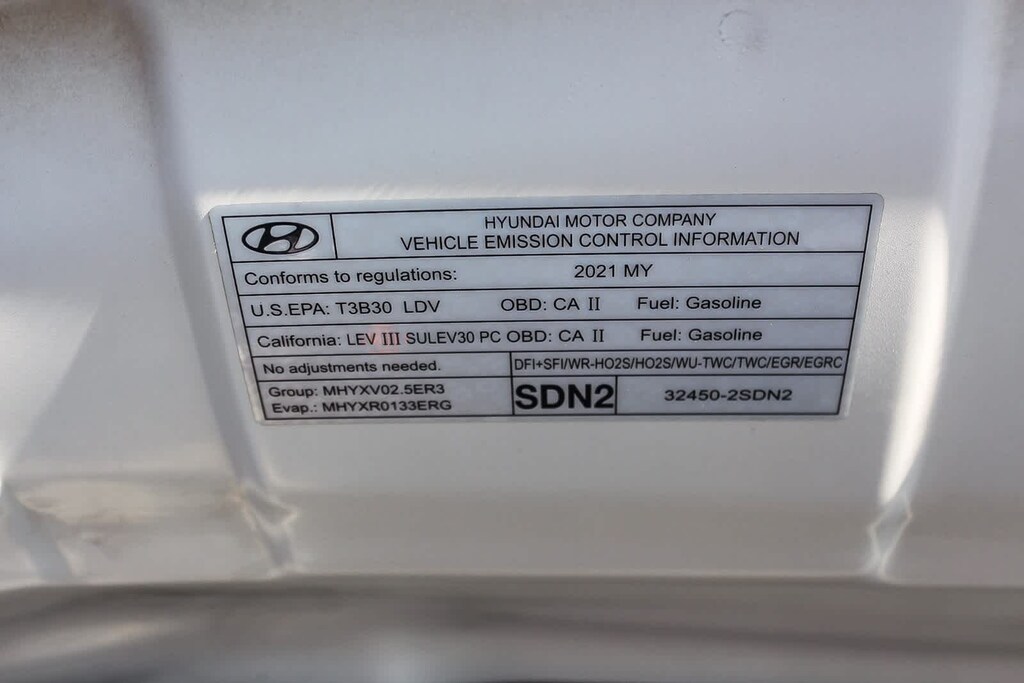 HYUNDAI MOTOR COMPANY
VEHICLE EMISSION CONTROL INFORMATION
Conforms to regulations: 2021 MY
U.S.EPA: T3B30 LDV OBD: CA II Fuel: Gasoline
California: LEV III SULEV30 PC OBD: CA II Fuel: Gasoline
No adjustments needed. DFI+SFI/WR-HO2S/HO2S/WU-TWC/TWC/EGR/EGRC
Group: MHYXV02.5ER3
Evap.: MHYXR0133ERG
SDN2 32450-2SDN2